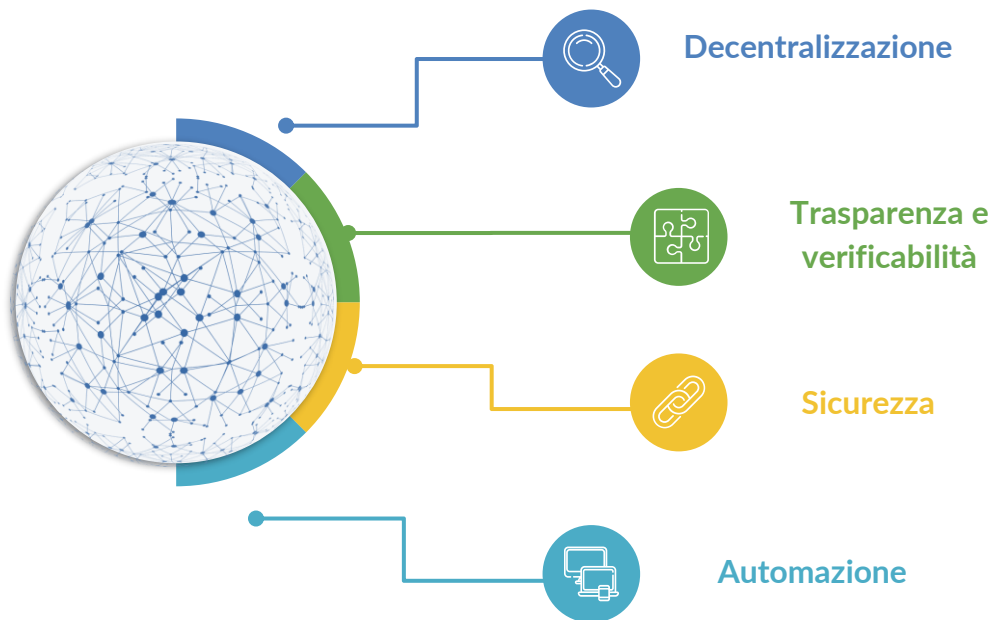 Decentralizzazione
Trasparenza e
verificabilità
Sicurezza
Automazione